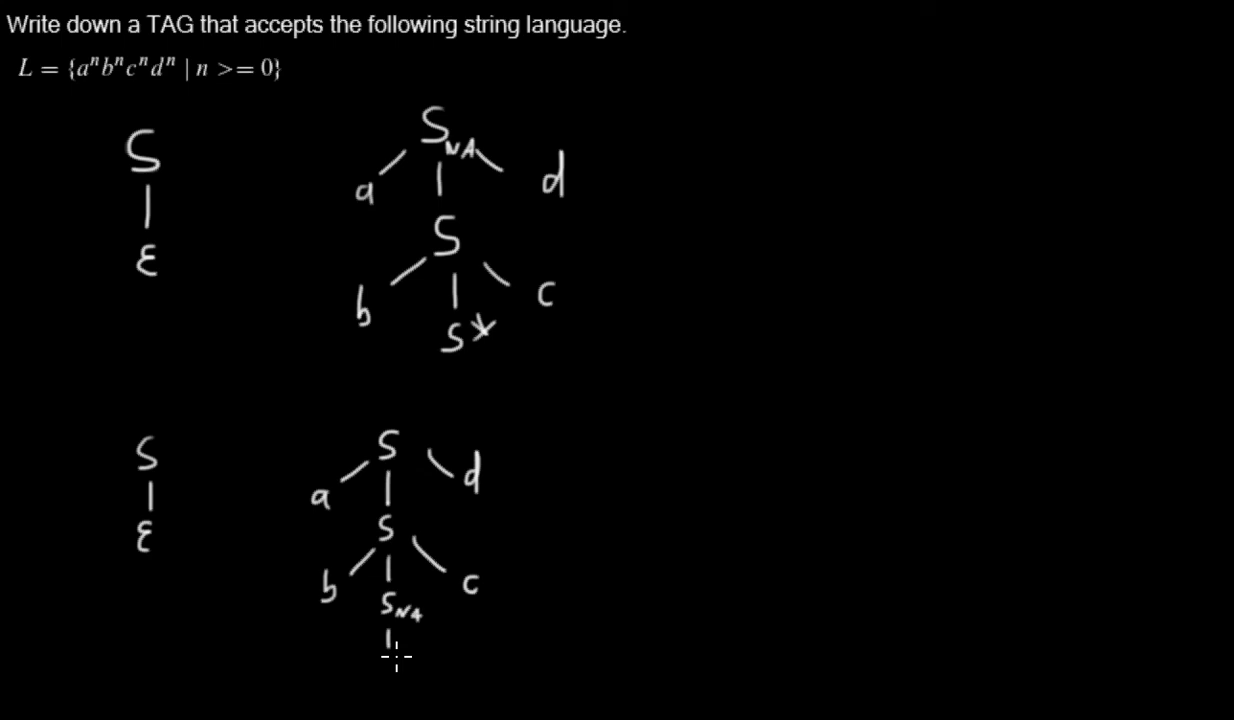 Write down a TAG that accepts the following string language.
L = {aⁿbⁿcⁿdⁿ | n >= 0}
S
ε
S NA
a d
S
b c
S*
S
ε
S
a d
S
b c
S NA